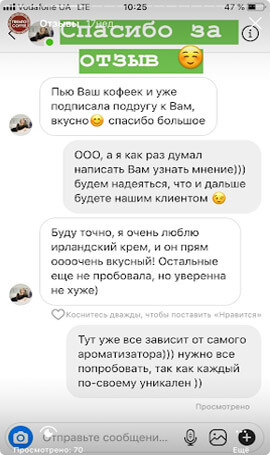 Vodafone UA LTE 10:25 47 %
Отзывы 17нед
Спасибо за
отзыв ☺️
Пью Ваш кофеек и уже
подписала подругу к Вам,
вкусно😊 спасибо большое
ООО, а я как раз думал
написать Вам узнать мнение)))
будем надеяться, что и дальше
будете нашим клиентом 😉
Буду точно, я очень люблю
ирландский крем, и он прям
оооочень вкусный! Остальные
еще не пробовала, но уверенна
не хуже)
Коснитесь дважды, чтобы поставить «Нравится»
Тут уже все зависит от самого
ароматизатора))) нужно все
попробовать, так как каждый
по-своему уникален ))
Просмотрено
Отправьте сообщени...
Просмотрено: 70
Еще